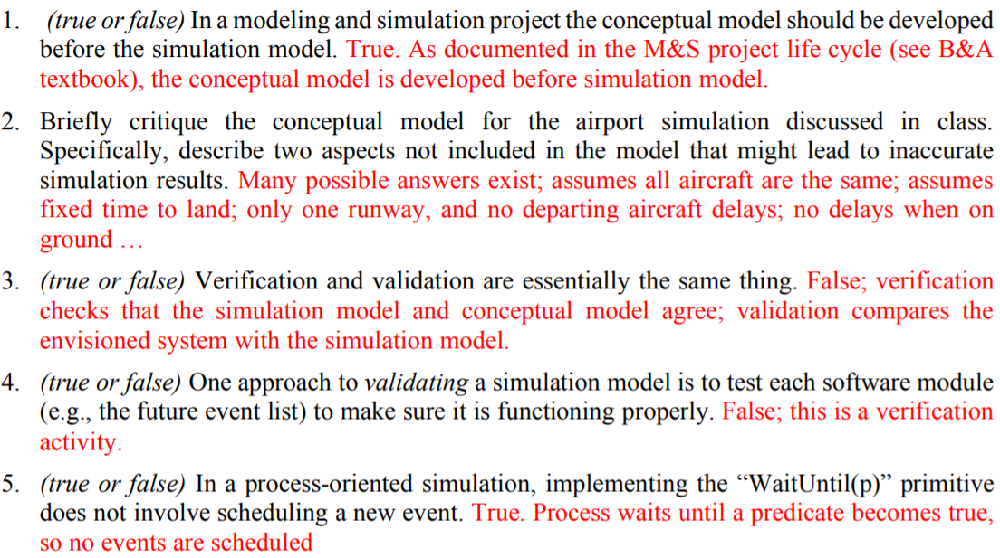 1. (true or false) In a modeling and simulation project the conceptual model should be developed
before the simulation model. True. As documented in the M&S project life cycle (see B&A
textbook), the conceptual model is developed before simulation model.
2. Briefly critique the conceptual model for the airport simulation discussed in class.
Specifically, describe two aspects not included in the model that might lead to inaccurate
simulation results. Many possible answers exist; assumes all aircraft are the same; assumes
fixed time to land; only one runway, and no departing aircraft delays; no delays when on
ground …
3. (true or false) Verification and validation are essentially the same thing. False; verification
checks that the simulation model and conceptual model agree; validation compares the
envisioned system with the simulation model.
4. (true or false) One approach to validating a simulation model is to test each software module
(e.g., the future event list) to make sure it is functioning properly. False; this is a verification
activity.
5. (true or false) In a process-oriented simulation, implementing the “WaitUntil(p)” primitive
does not involve scheduling a new event. True. Process waits until a predicate becomes true,
so no events are scheduled